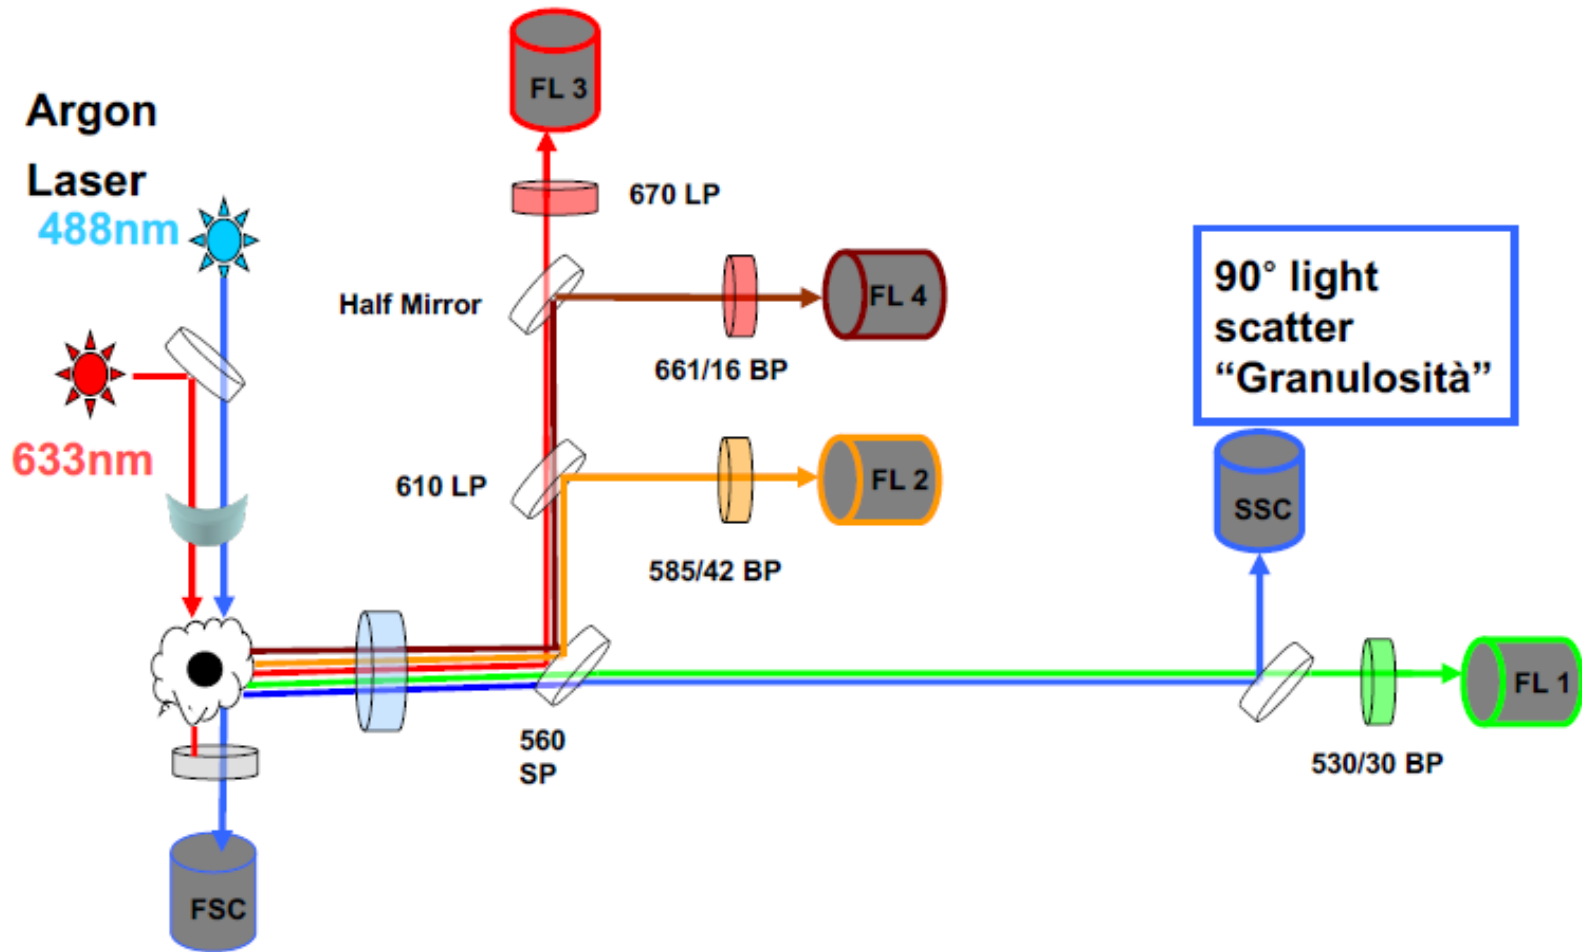 Argon
Laser
488nm
633nm
FL 3
670 LP
Half Mirror
FL 4
661/16 BP
610 LP
FL 2
585/42 BP
90° light
scatter
“Granulosità”
SSC
560
SP
FL 1
530/30 BP
FSC